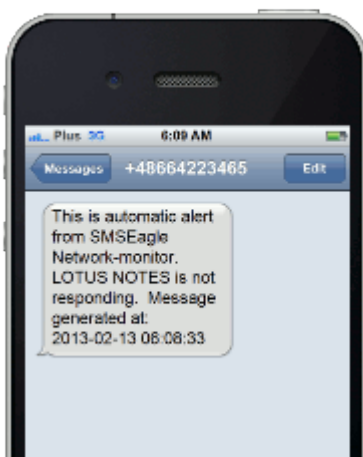 Plus 3G 6:09 AM
Messages +48664223465 Edit
This is automatic alert
from SMSEagle
Network-monitor.
LOTUS NOTES is not
responding. Message
generated at:
2013-02-13 06:08:33